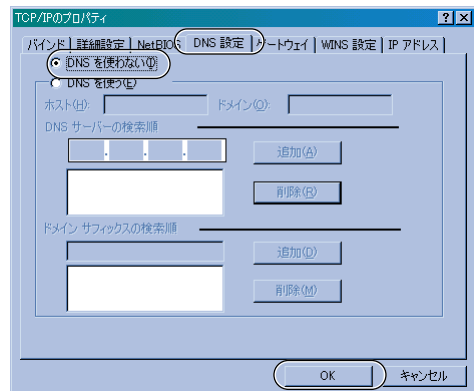 TCP/IPのプロパティ
バインド 詳細設定 NetBIOS DNS 設定 ゲートウェイ WINS 設定 IP アドレス
DNS を使わない(I)
DNS を使う(E)
ホスト(H): ドメイン(O):
DNS サーバーの検索順
追加(A)
削除(R)
ドメイン サフィックスの検索順
追加(D)
削除(M)
OK キャンセル